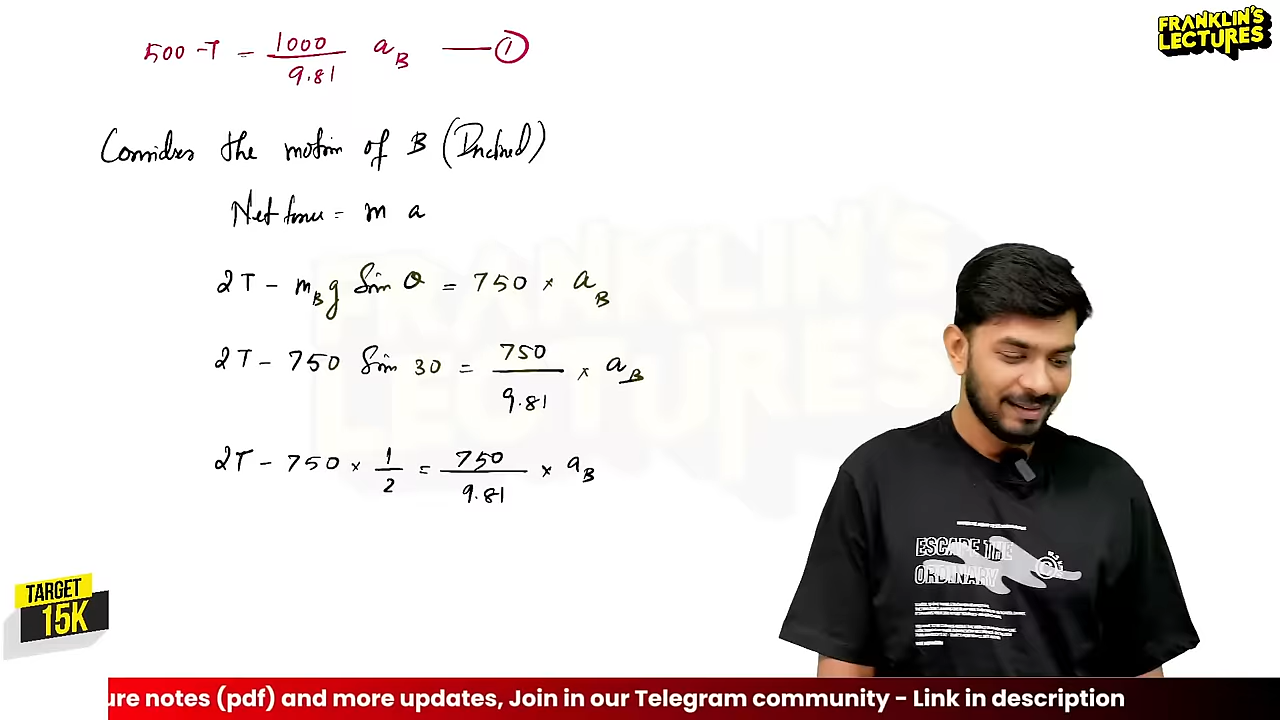 FRANKLIN'S
LECTURES
500 - T = 1000/9.81 a_B —— ①
Consider the motion of B (Inclined)
Net force = m a
2T - m_B g Sin θ = 750 × a_B
2T - 750 Sin 30 = 750/9.81 × a_B
2T - 750 × 1/2 = 750/9.81 × a_B
FRANKLIN'S
LECTURES
ESCAPE THE
ORDINARY
TARGET
15K
ure notes (pdf) and more updates, Join in our Telegram community - Link in description